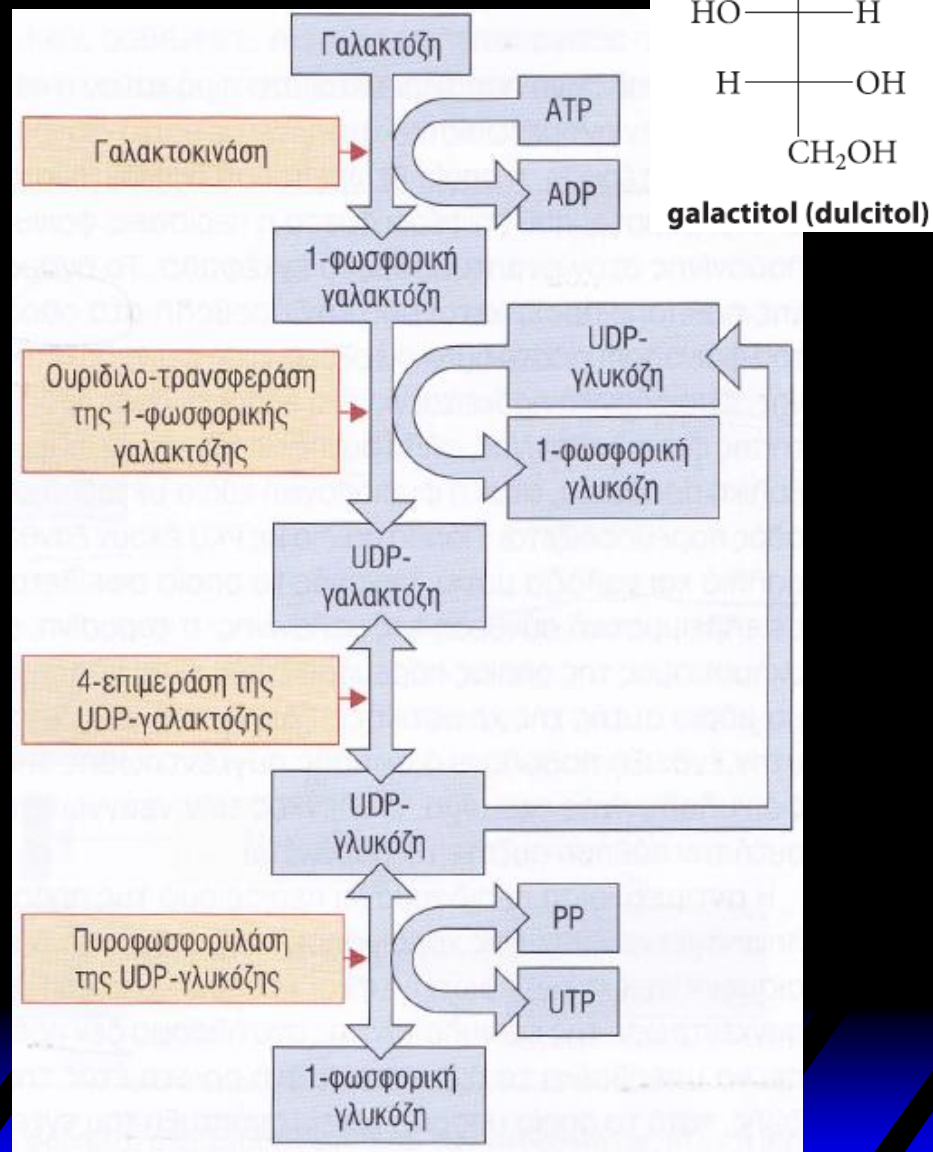 Γαλακτόζη
ATP
Γαλακτοκινάση
ADP
1-φωσφορική
γαλακτόζη
UDP-
γλυκόζη
Ουριδιλο-τρανσφεράση
της 1-φωσφορικής
γαλακτόζης
1-φωσφορική
γλυκόζη
UDP-
γαλακτόζη
4-επιμεράση της
UDP-γαλακτόζης
UDP-
γλυκόζη
PP
Πυροφωσφορυλάση
της UDP-γλυκόζης
UTP
1-φωσφορική
γλυκόζη
HO H
H OH
CH₂OH
galactitol (dulcitol)